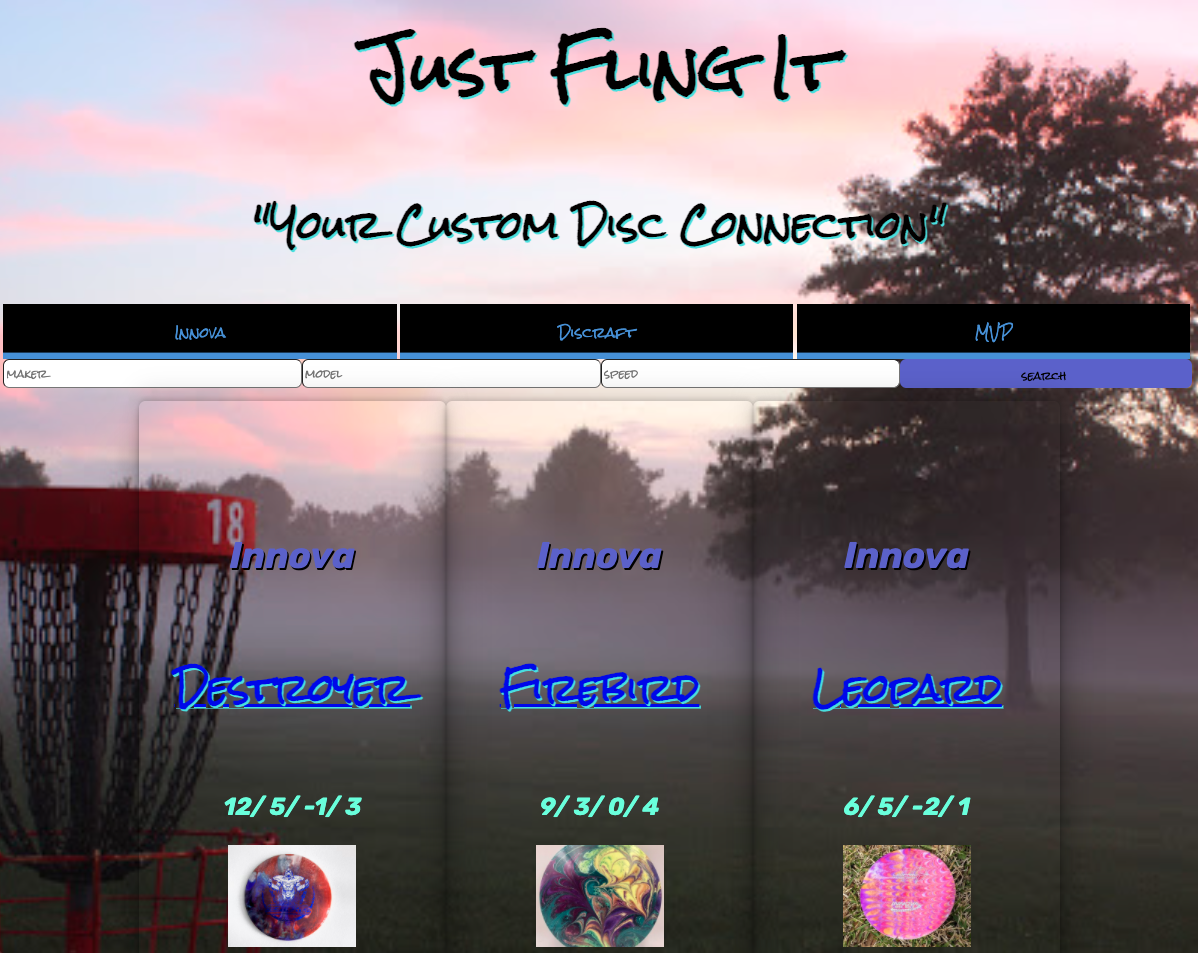 Just Fling It
"Your Custom Disc Connection"
Innova Discraft MVP
MAKER MODEL SPEED SEARCH
18
Innova Innova Innova
Destroyer Firebird Leopard
12/ 5/ -1/ 3 9/ 3/ 0/ 4 6/ 5/ -2/ 1